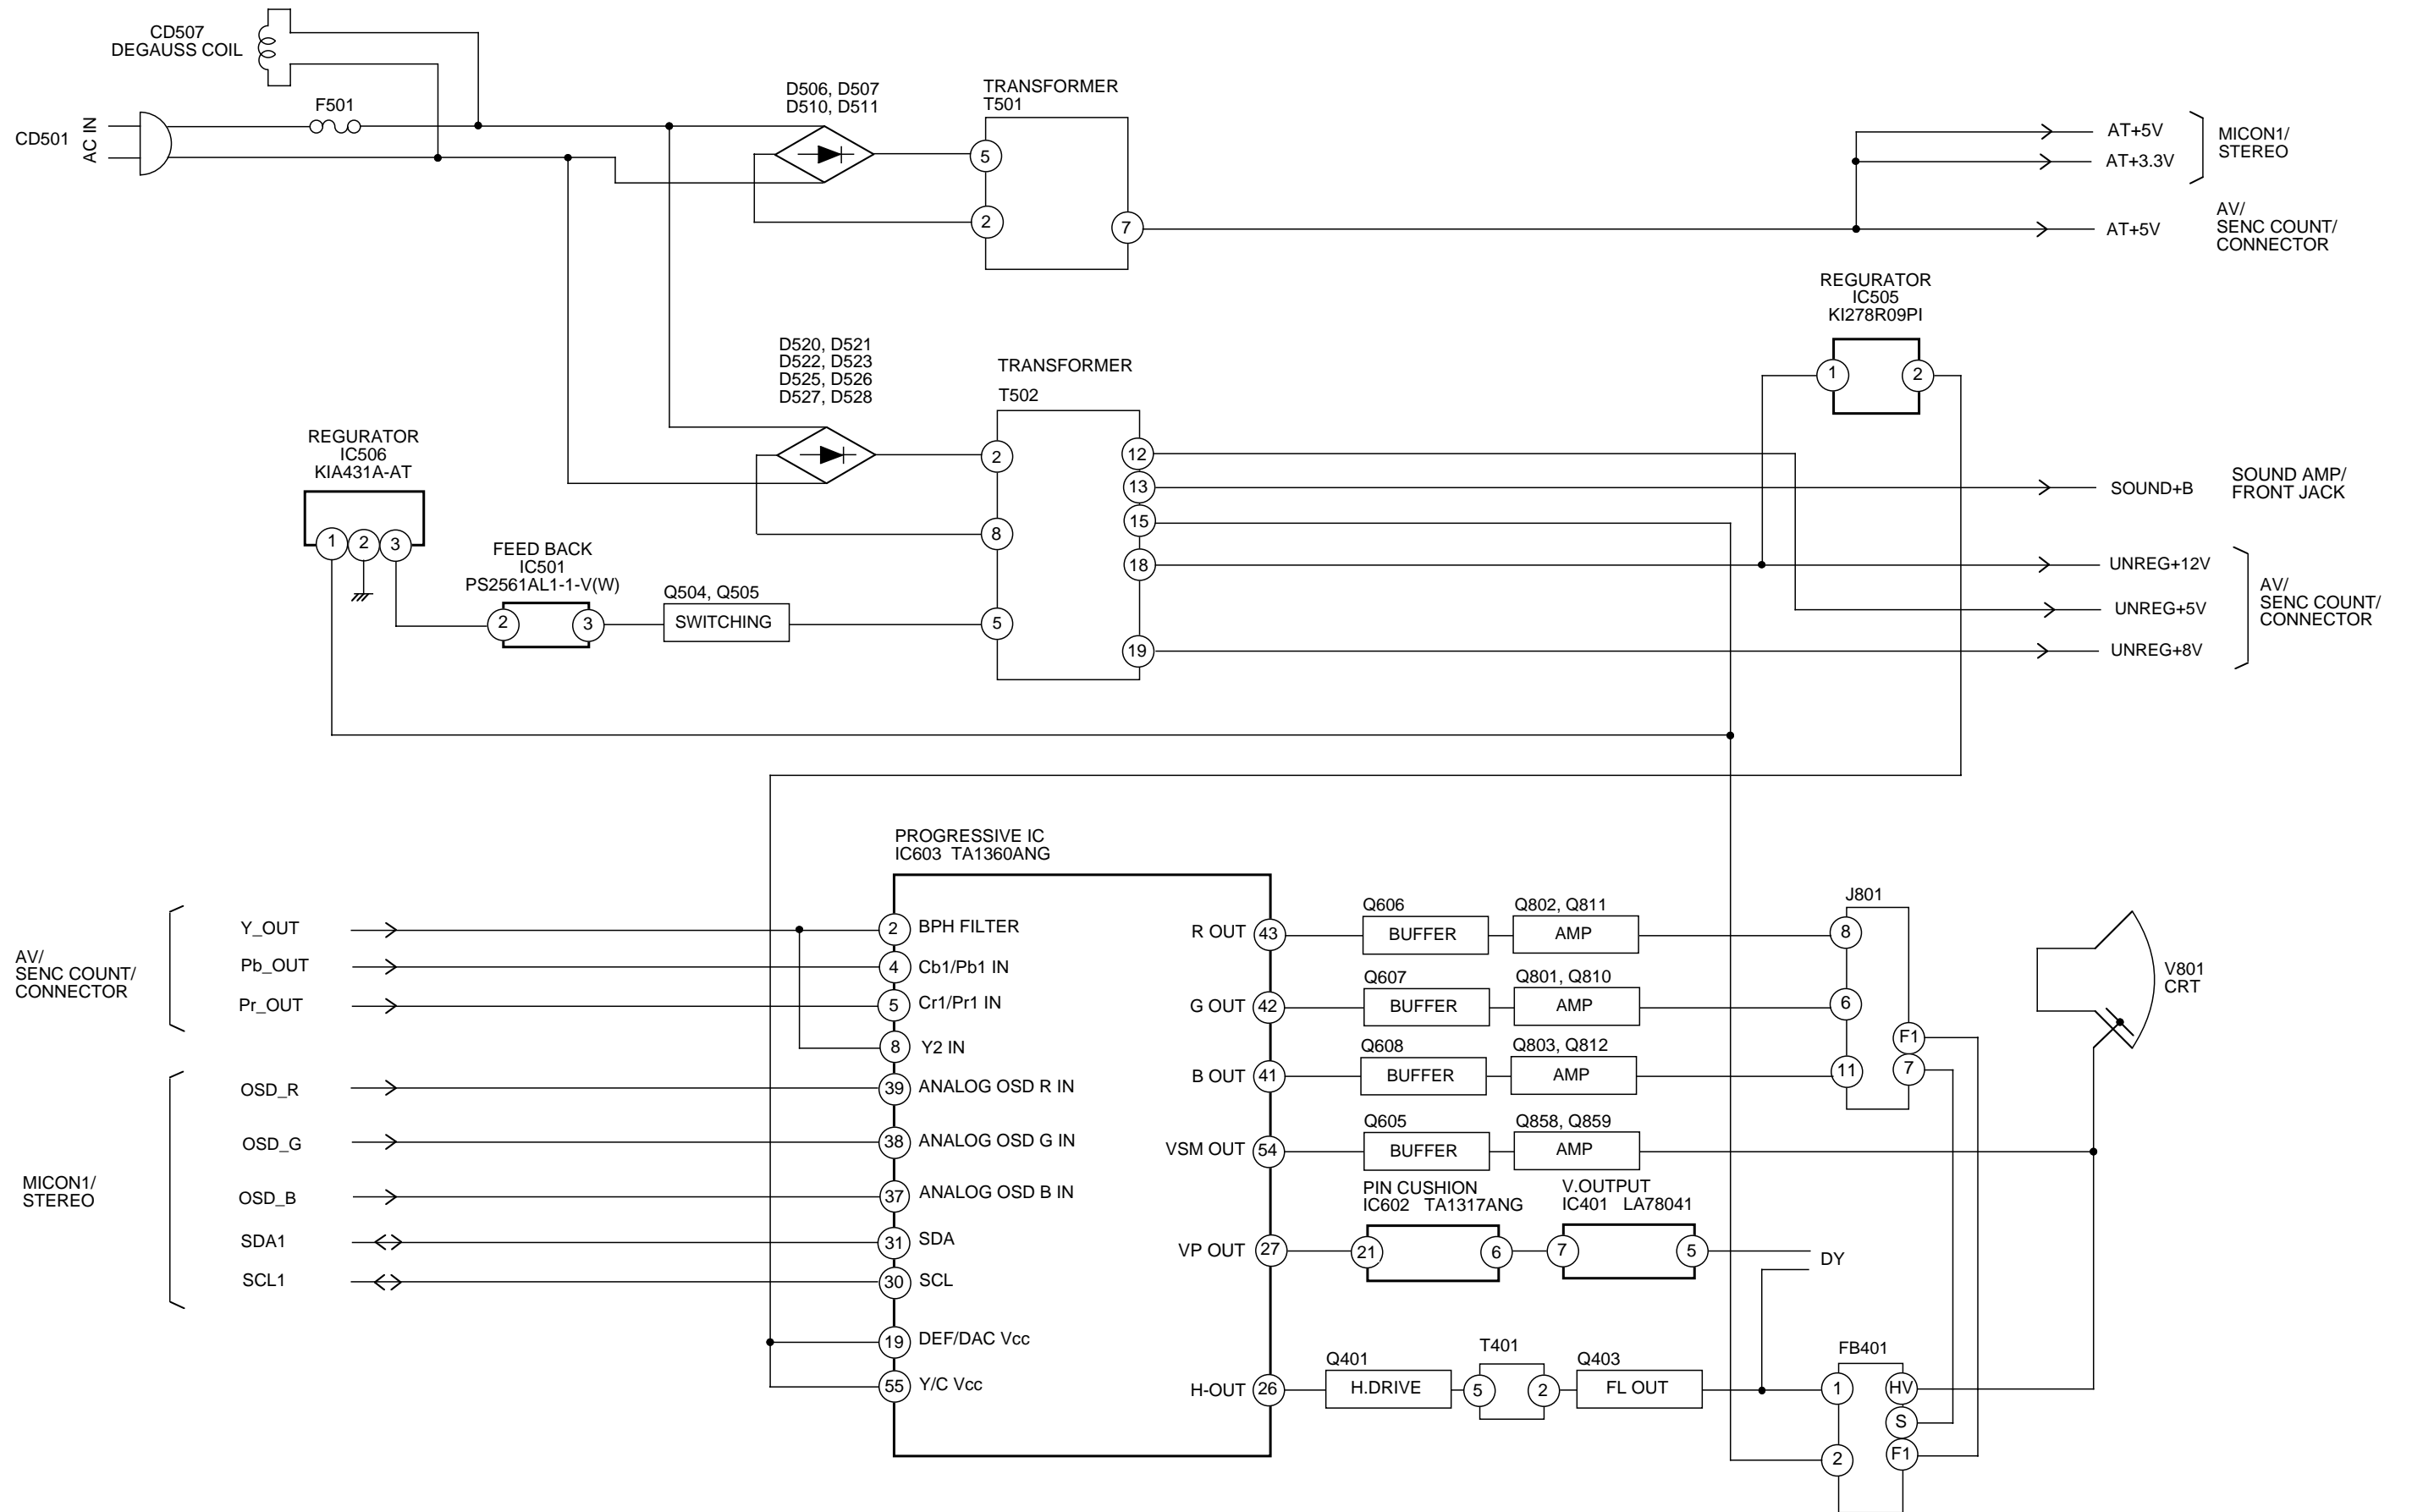 CD507
DEGAUSS COIL
F501
CD501
AC IN
D506, D507
D510, D511
TRANSFORMER
T501
5
2
7
AT+5V
AT+3.3V
MICON1/
STEREO
AT+5V
AV/
SENC COUNT/
CONNECTOR
REGURATOR
IC505
KI278R09PI
1
2
D520, D521
D522, D523
D525, D526
D527, D528
TRANSFORMER
T502
2
8
5
12
13
15
18
19
REGURATOR
IC506
KIA431A-AT
1
2
3
FEED BACK
IC501
PS2561AL1-1-V(W)
2
3
Q504, Q505
SWITCHING
SOUND+B
SOUND AMP/
FRONT JACK
UNREG+12V
UNREG+5V
UNREG+8V
AV/
SENC COUNT/
CONNECTOR
PROGRESSIVE IC
IC603 TA1360ANG
AV/
SENC COUNT/
CONNECTOR
Y_OUT
Pb_OUT
Pr_OUT
MICON1/
STEREO
OSD_R
OSD_G
OSD_B
SDA1
SCL1
2 BPH FILTER
4 Cb1/Pb1 IN
5 Cr1/Pr1 IN
8 Y2 IN
39 ANALOG OSD R IN
38 ANALOG OSD G IN
37 ANALOG OSD B IN
31 SDA
30 SCL
19 DEF/DAC Vcc
55 Y/C Vcc
R OUT 43
G OUT 42
B OUT 41
VSM OUT 54
VP OUT 27
H-OUT 26
Q606
BUFFER
Q802, Q811
AMP
Q607
BUFFER
Q801, Q810
AMP
Q608
BUFFER
Q803, Q812
AMP
Q605
BUFFER
Q858, Q859
AMP
PIN CUSHION
IC602 TA1317ANG
21
6
V.OUTPUT
IC401 LA78041
7
5
DY
Q401
H.DRIVE
T401
5
2
Q403
FL OUT
J801
8
6
11
F1
7
V801
CRT
FB401
1
2
HV
S
F1